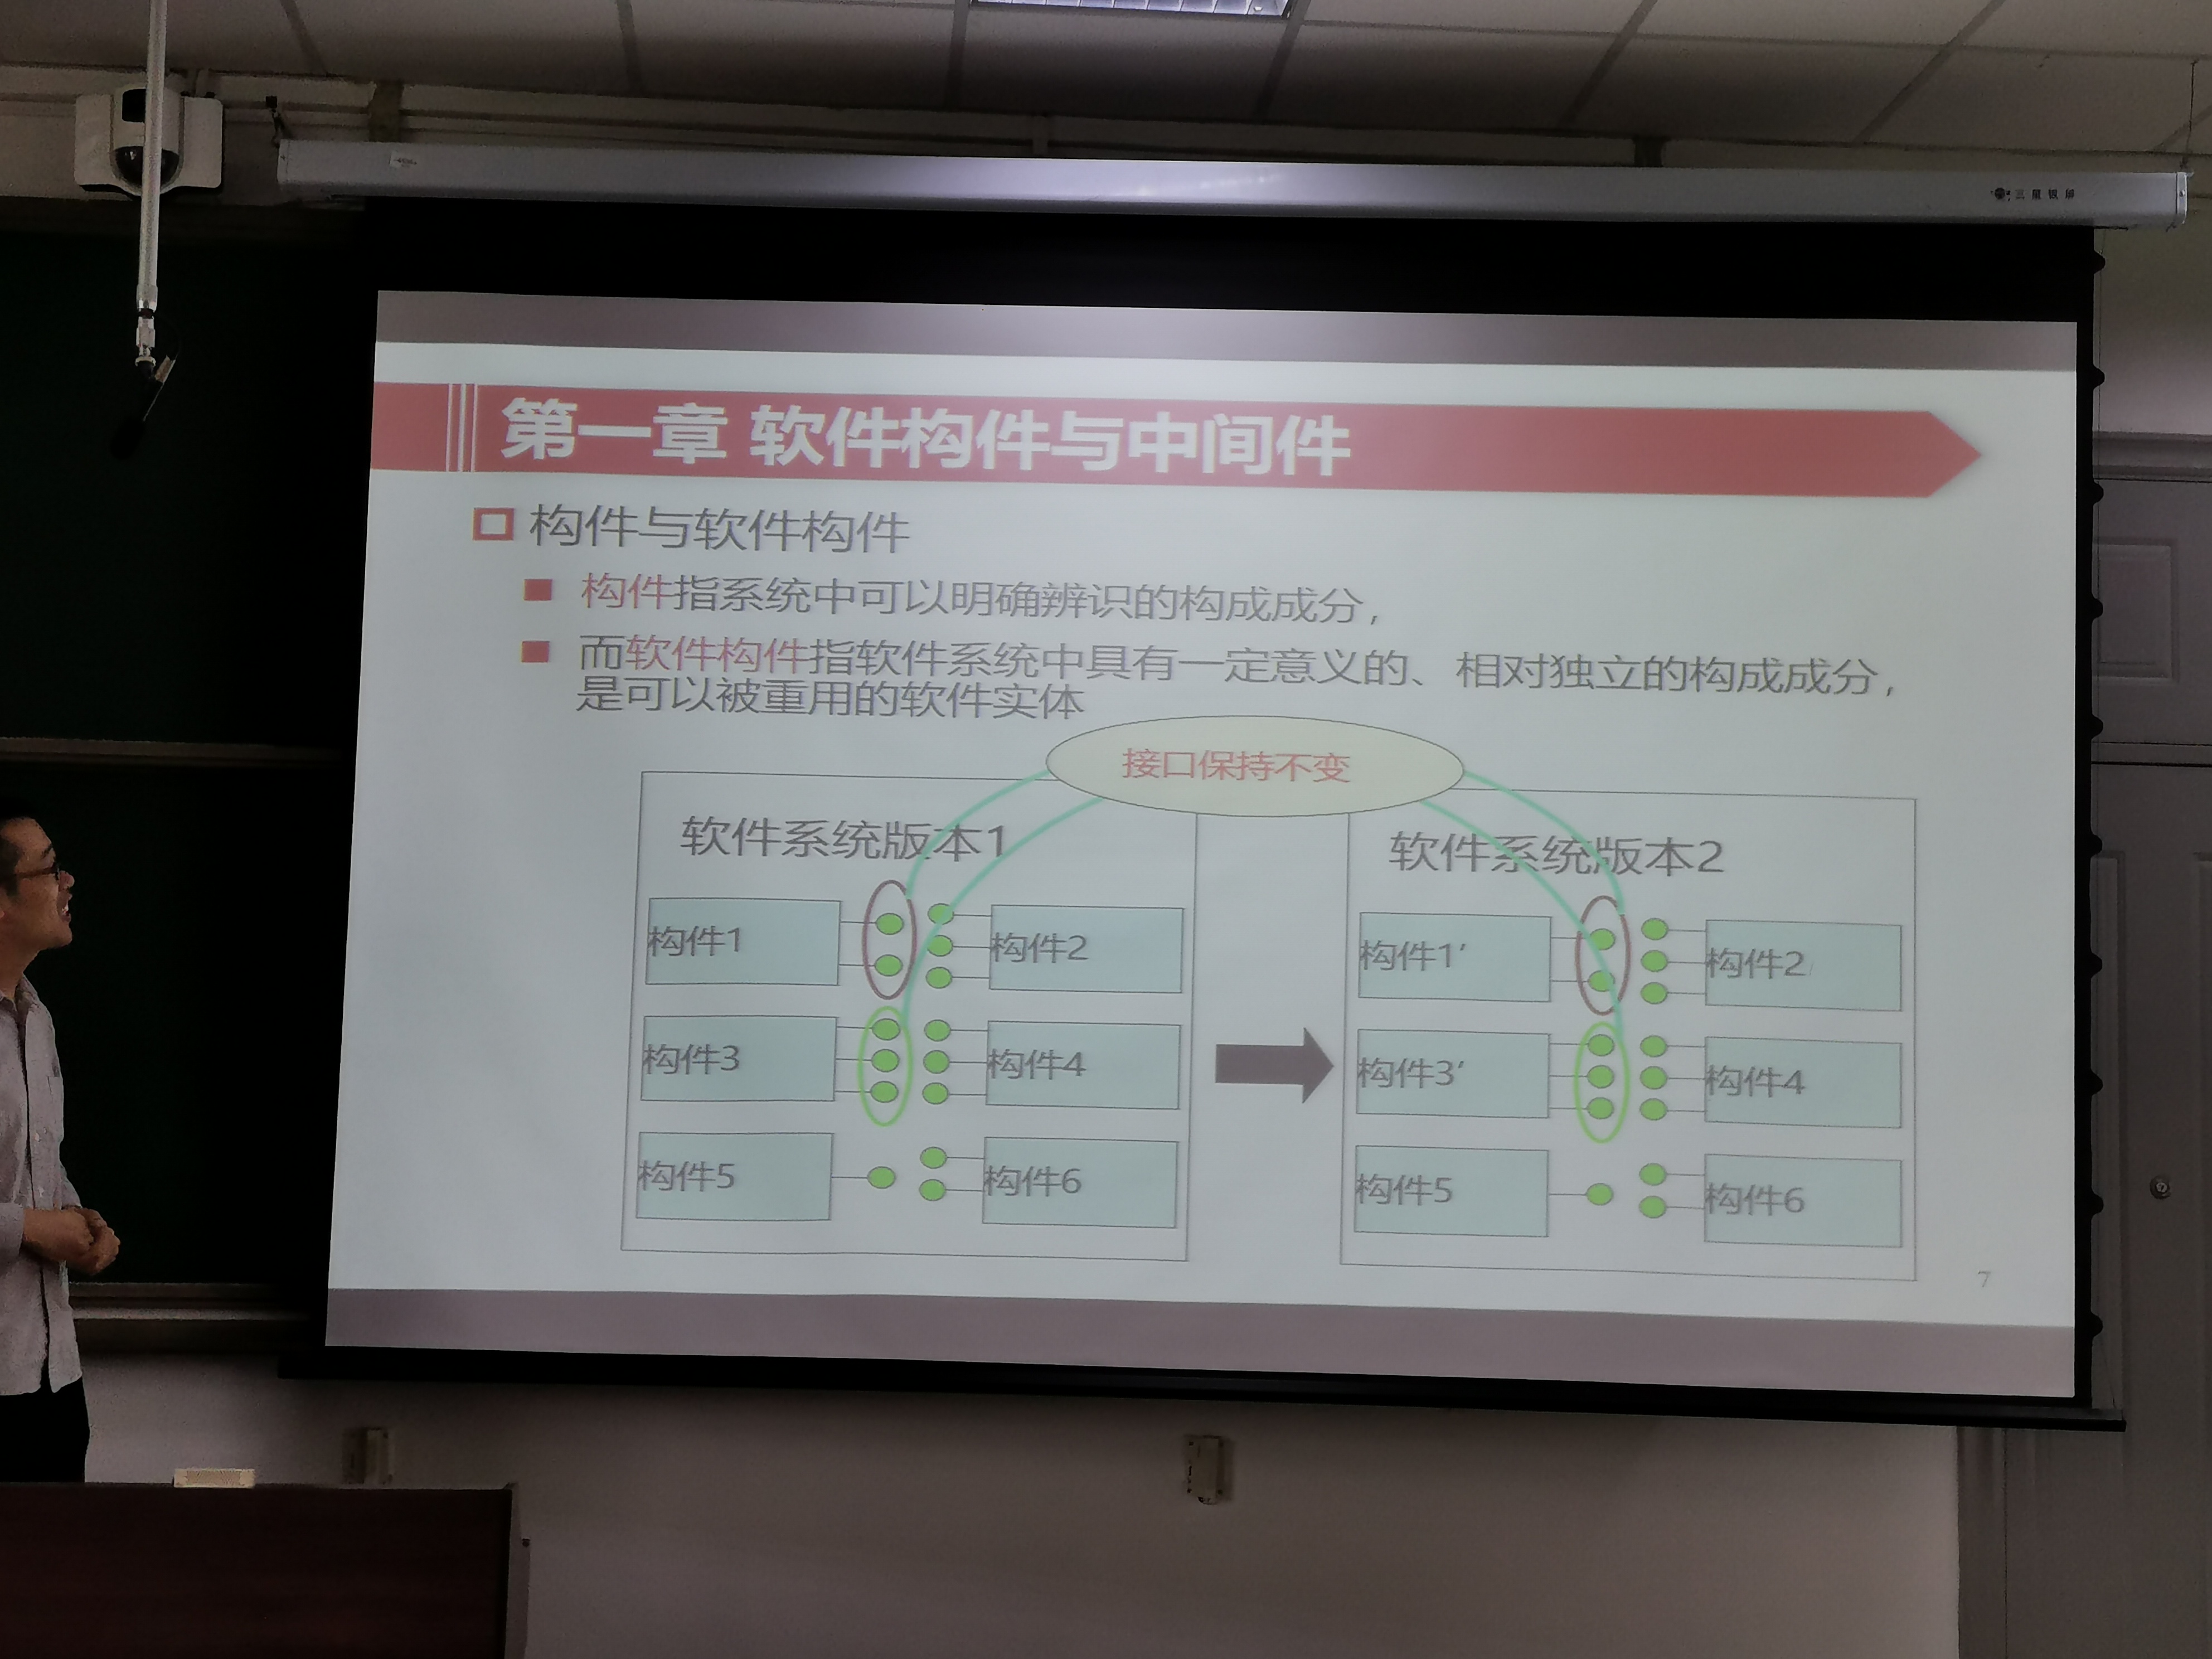 三星银幕
第一章 软件构件与中间件
构件与软件构件
构件指系统中可以明确辨识的构成成分，
而软件构件指软件系统中具有一定意义的、相对独立的构成成分，
是可以被重用的软件实体
接口保持不变
软件系统版本1
构件1
构件2
构件3
构件4
构件5
构件6
软件系统版本2
构件1′
构件2
构件3′
构件4
构件5
构件6
7